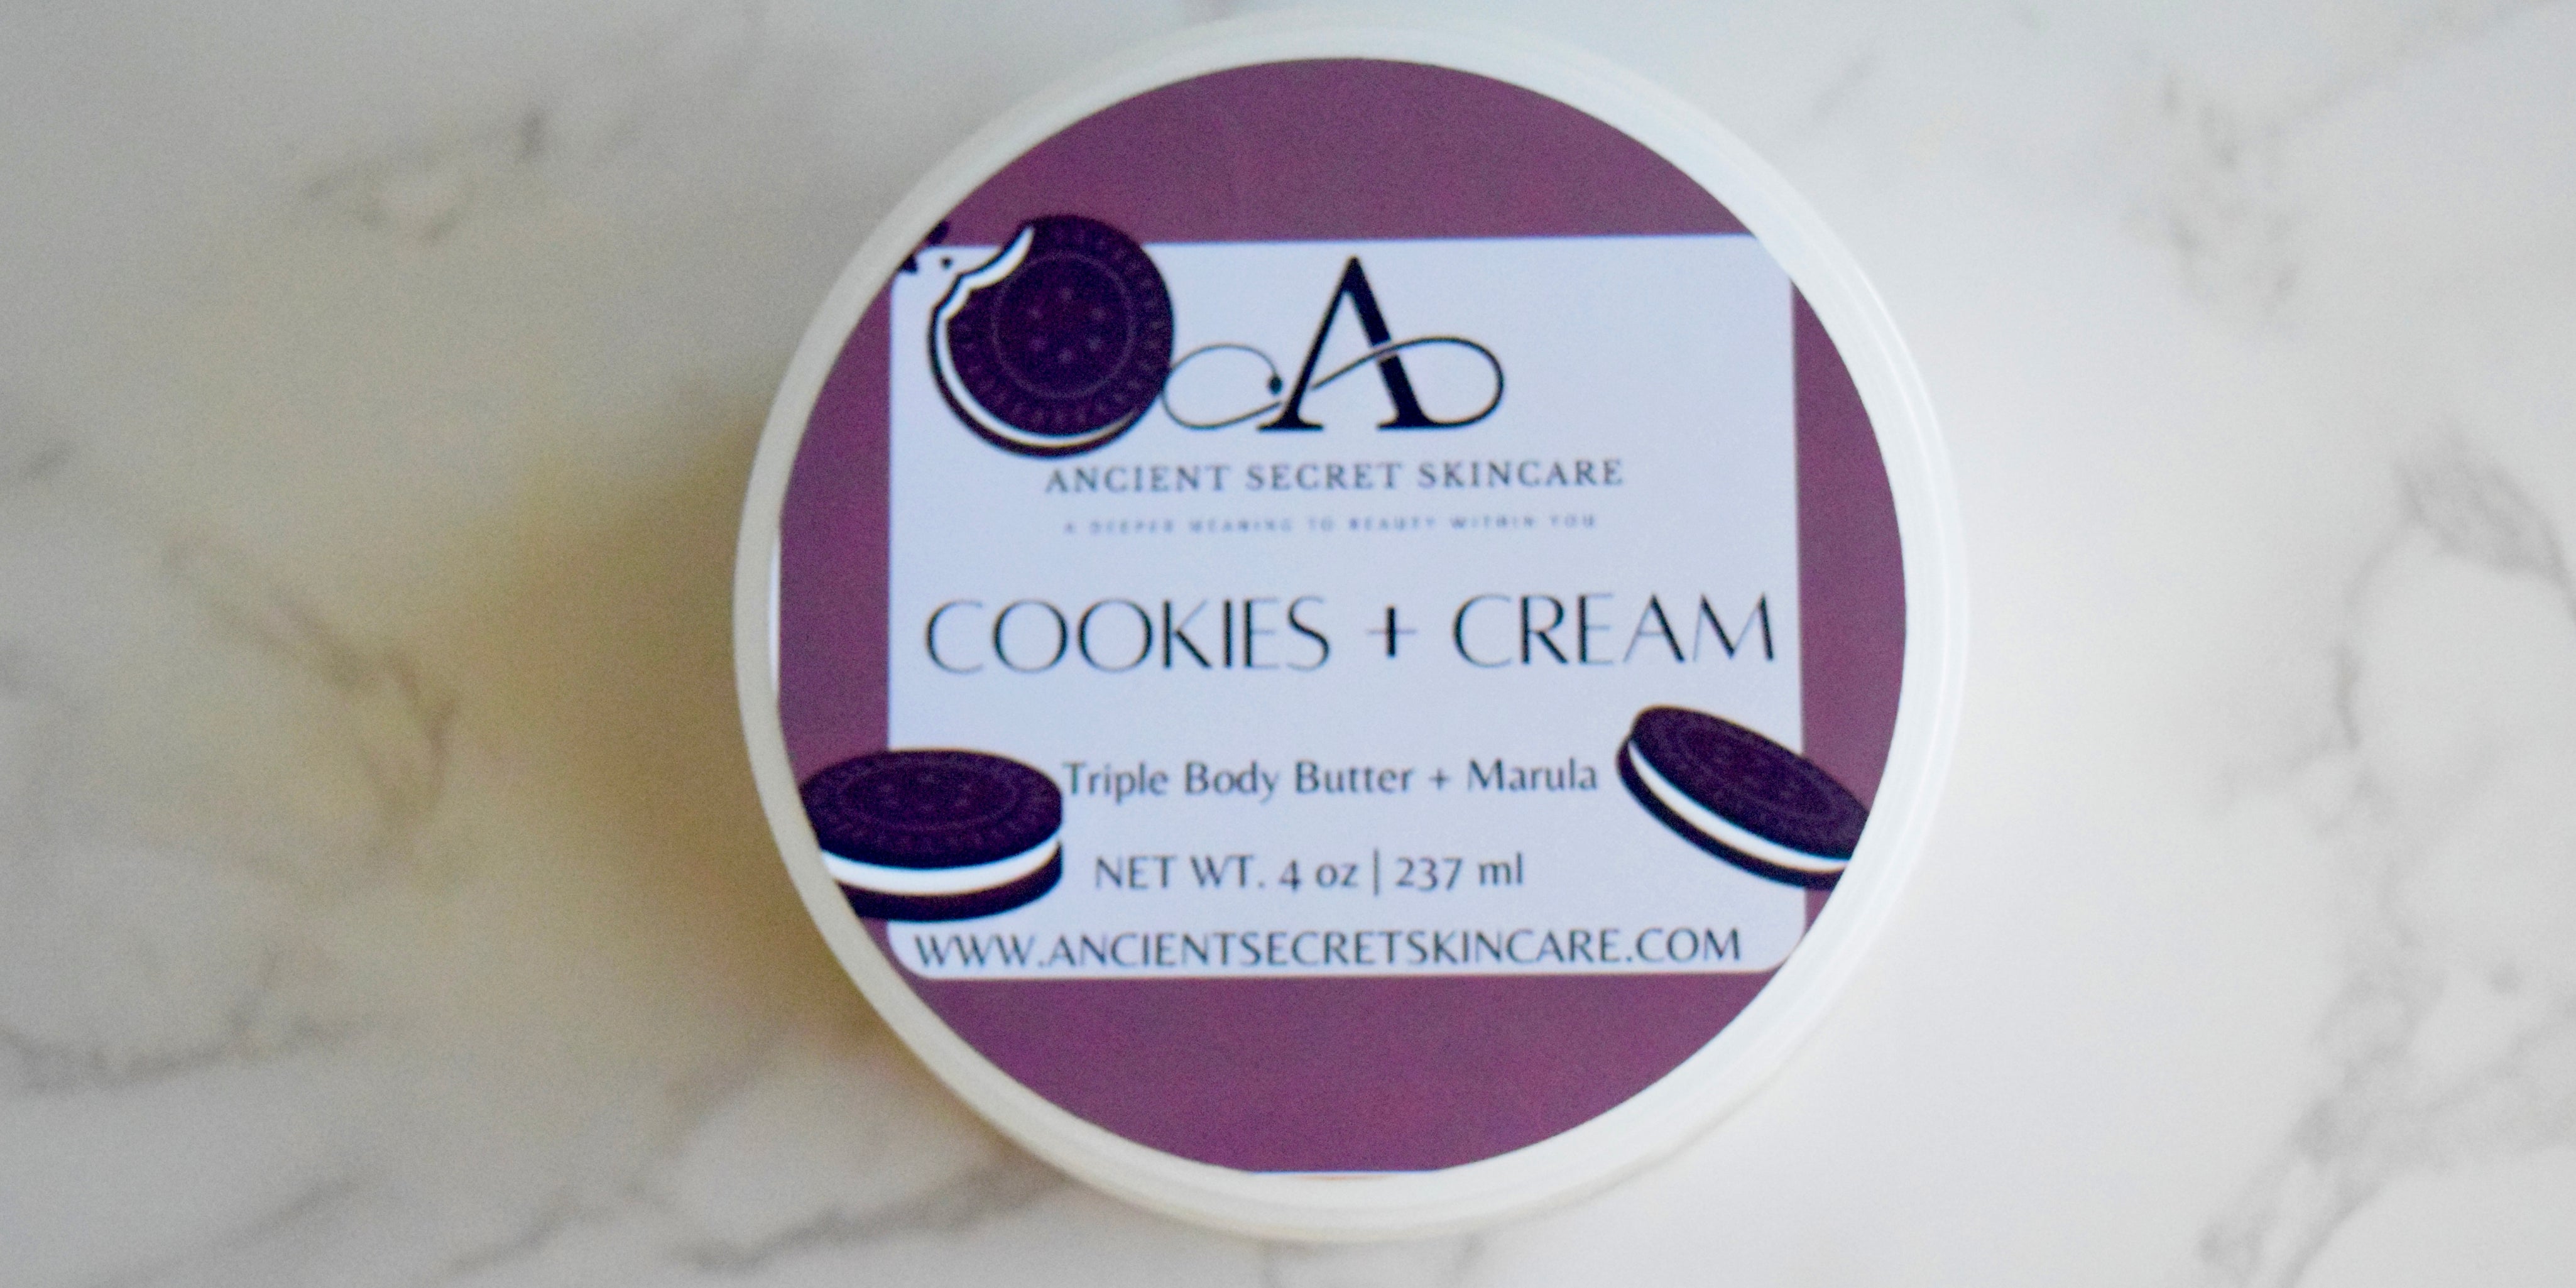 A
ANCIENT SECRET SKINCARE
A DEEPER MEANING TO BEAUTY WITHIN YOU
COOKIES + CREAM
Triple Body Butter + Marula
NET WT. 4 oz | 237 ml
WWW.ANCIENTSECRETSKINCARE.COM